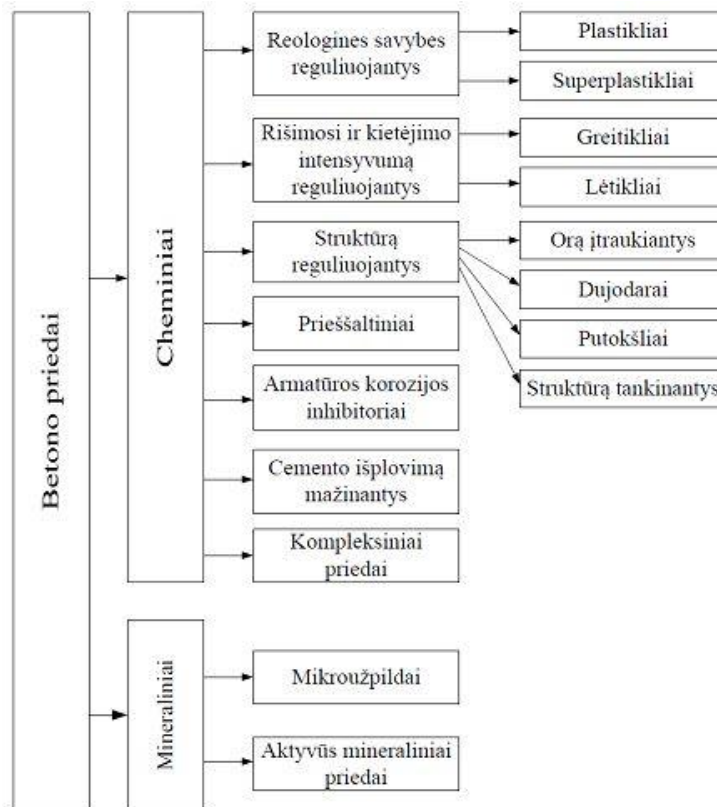 Betono priedai
Cheminiai
Reologines savybes
reguliuojantys
Plastikliai
Superplastikliai
Rišimosi ir kietėjimo
intensyvumą
reguliuojantys
Greitikliai
Lėtikliai
Struktūrą
reguliuojantys
Orą įtraukiantys
Dujodarai
Putokšliai
Struktūrą tankinantys
Prieššaltiniai
Armatūros korozijos
inhibitoriai
Cemento išplovimą
mažinantys
Kompleksiniai
priedai
Mineraliniai
Mikroužpildai
Aktyvūs mineraliniai
priedai